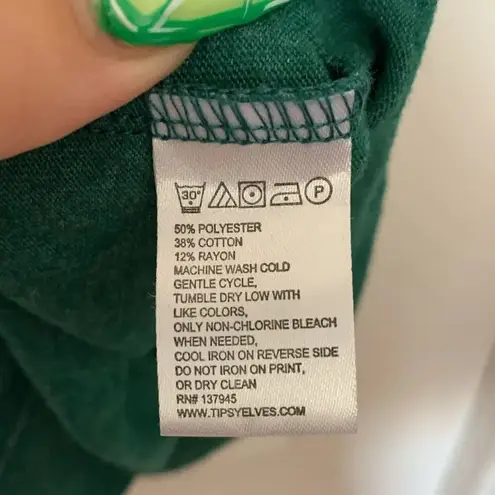 30°
P
50% POLYESTER
38% COTTON
12% RAYON
MACHINE WASH COLD
GENTLE CYCLE,
TUMBLE DRY LOW WITH
LIKE COLORS,
ONLY NON-CHLORINE BLEACH
WHEN NEEDED,
COOL IRON ON REVERSE SIDE
DO NOT IRON ON PRINT,
OR DRY CLEAN
RN# 137945
WWW.TIPSYELVES.COM